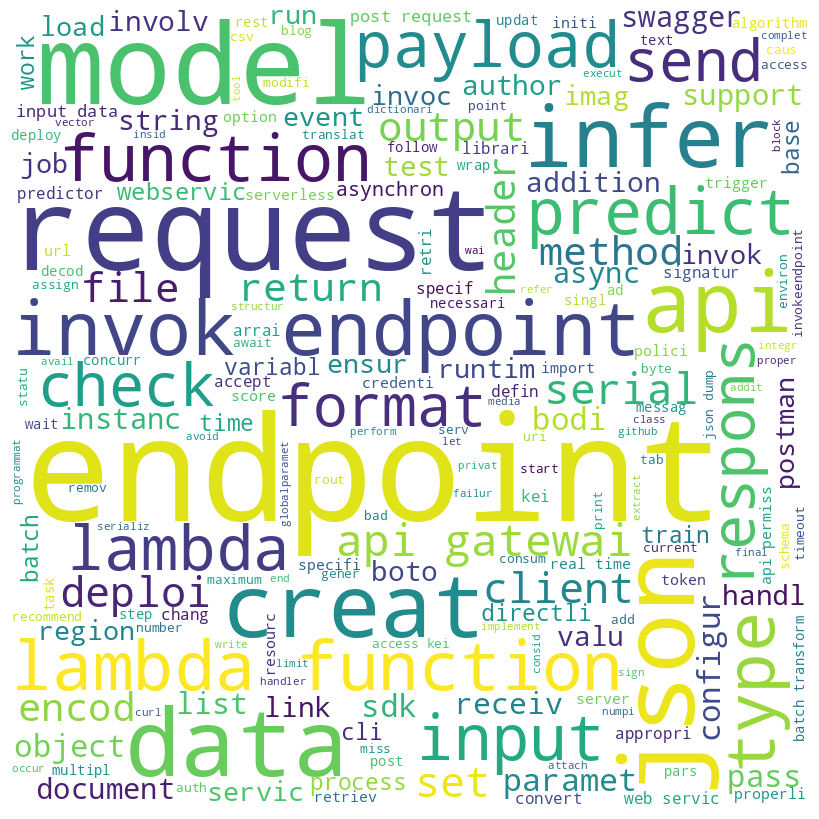 model
payload
send
swagger
algorithm
rest
csv
blog
run
post request
updat
initi
text
complet
caus
access
load
involv
work
tool
modifi
execut
author
imag
support
invoc
dictionari
point
input data
string
option
event
output
infer
deploy
vector
insid
translat
follow
librari
block
base
function
test
wrap
job
predictor
webservic
serverless
asynchron
addition
trigger
header
predict
request
retri
wai
method
invok
url
decod
assign
file
return
specif
necessari
async
signatur
refer
singl
ad
environ
invokeendpoint
structur
invok endpoint
api
arrai
await
variabl
ensur
runtim
import
polici
integr
proper
statu
avail
concurr
check
accept
credenti
defin
serial
byte
addit
score
media
format
class
messag
json dump
postman
respons
wait
instanc
time
avoid
perform
serv
let
uri
github
bodi
programmat
endpoint
remov
globalparamet
rout
privat
start
tab
failur
kei
extract
print
api permiss
timeout
schema
serializ
bad
batch
lambda
api gatewai
train
current
final
specifi
maximum
end
gener
boto
consum
real time
token
handl
json
type
task
recommend
deploi
step
chang
number
creat
client
directli
add
region
resourc
write
access kei
implement
consid
valu
configur
batch transform
lambda function
limit
handler
sign
encod
curl
list
link
sdk
receiv
server
numpi
appropri
object
data
cli
miss
post
input
attach
pars
pass
occur
multipl
document
auth
servic
process
retriev
set
paramet
convert
web servic
properli